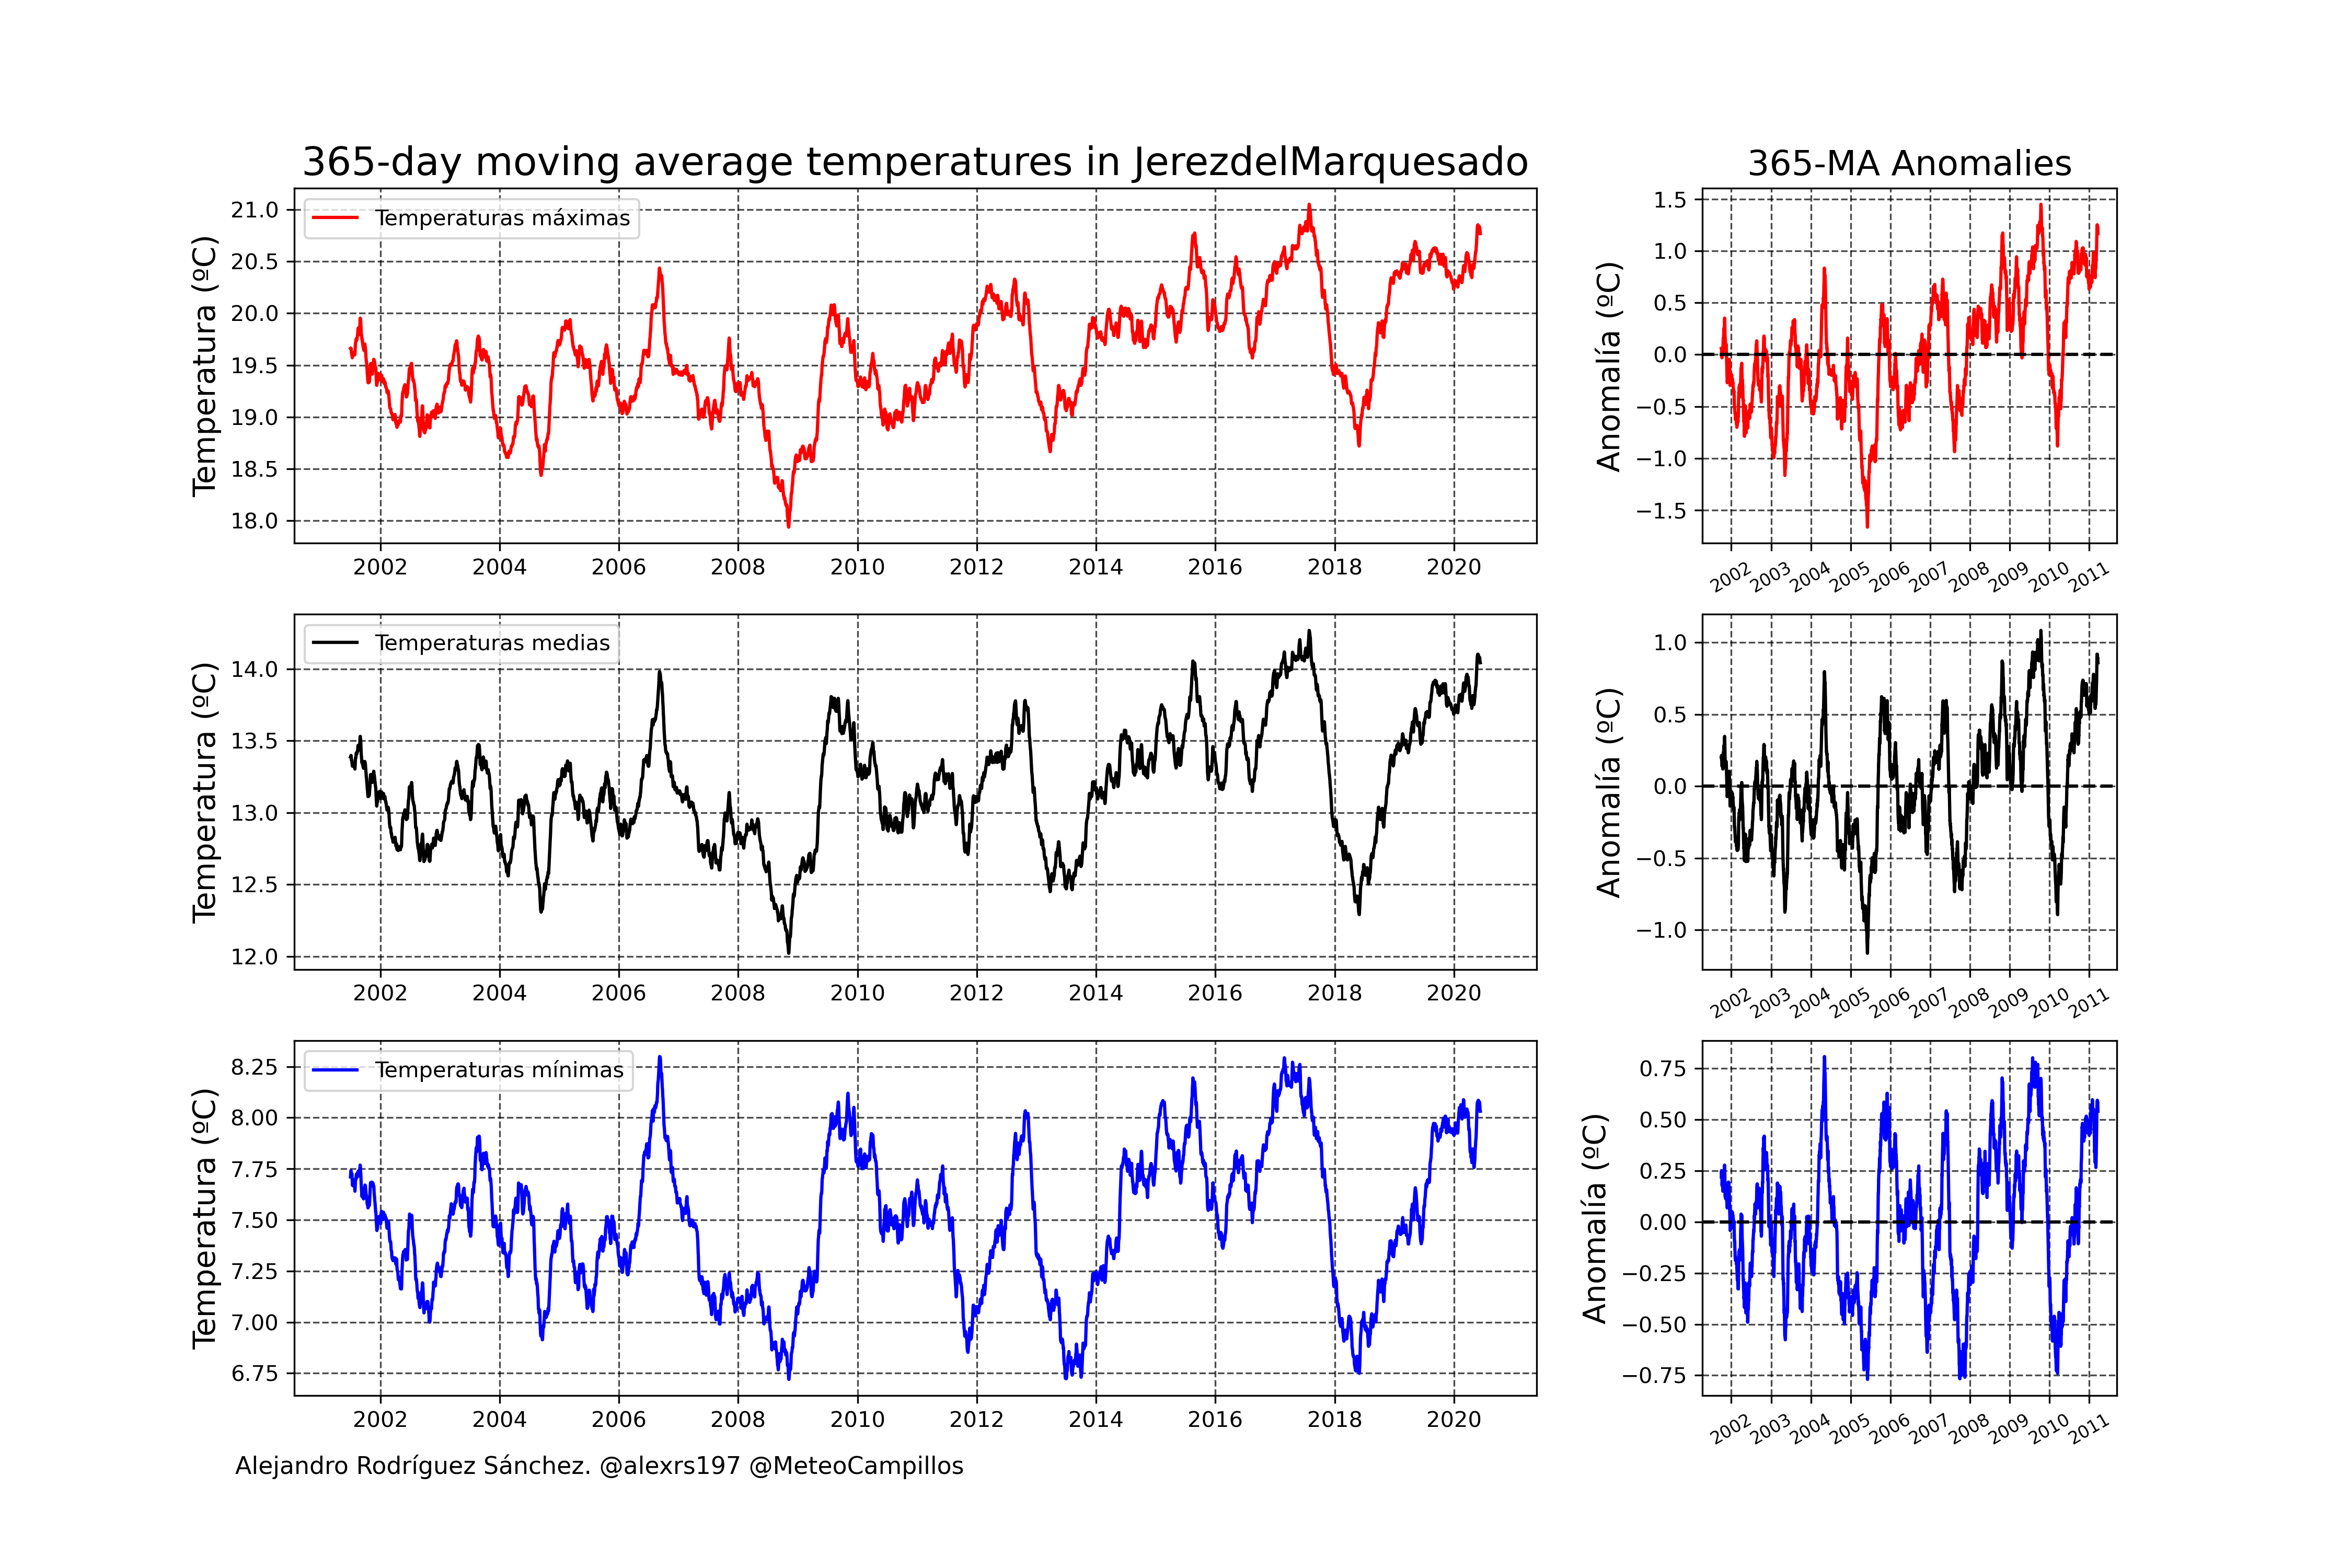 365-day moving average temperatures in JerezdelMarquesado
Temperatura (ºC)
21.0
20.5
20.0
19.5
19.0
18.5
18.0
Temperaturas máximas
2002 2004 2006 2008 2010 2012 2014 2016 2018 2020
365-MA Anomalies
Anomalía (ºC)
1.5
1.0
0.5
0.0
−0.5
−1.0
−1.5
2002 2003 2004 2005 2006 2007 2008 2009 2010 2011
Temperatura (ºC)
14.0
13.5
13.0
12.5
12.0
Temperaturas medias
2002 2004 2006 2008 2010 2012 2014 2016 2018 2020
Anomalía (ºC)
1.0
0.5
0.0
−0.5
−1.0
2002 2003 2004 2005 2006 2007 2008 2009 2010 2011
Temperatura (ºC)
8.25
8.00
7.75
7.50
7.25
7.00
6.75
Temperaturas mínimas
2002 2004 2006 2008 2010 2012 2014 2016 2018 2020
Anomalía (ºC)
0.75
0.50
0.25
0.00
−0.25
−0.50
−0.75
2002 2003 2004 2005 2006 2007 2008 2009 2010 2011
Alejandro Rodríguez Sánchez. @alexrs197 @MeteoCampillos